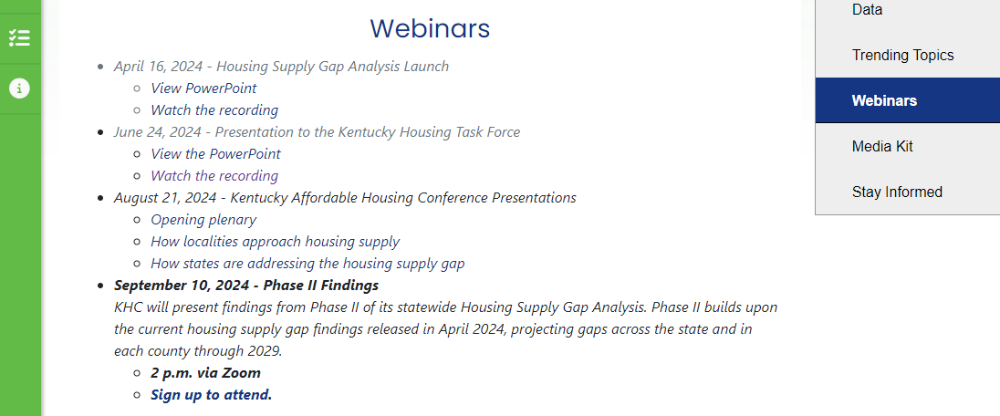 Webinars
April 16, 2024 - Housing Supply Gap Analysis Launch
View PowerPoint
Watch the recording
June 24, 2024 - Presentation to the Kentucky Housing Task Force
View the PowerPoint
Watch the recording
August 21, 2024 - Kentucky Affordable Housing Conference Presentations
Opening plenary
How localities approach housing supply
How states are addressing the housing supply gap
September 10, 2024 - Phase II Findings
KHC will present findings from Phase II of its statewide Housing Supply Gap Analysis. Phase II builds upon
the current housing supply gap findings released in April 2024, projecting gaps across the state and in
each county through 2029.
2 p.m. via Zoom
Sign up to attend.
Data
Trending Topics
Webinars
Media Kit
Stay Informed